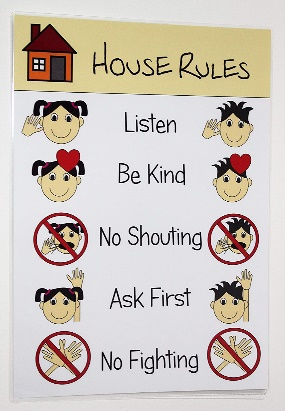 House Rules
Listen
Be Kind
No Shouting
Ask First
No Fighting